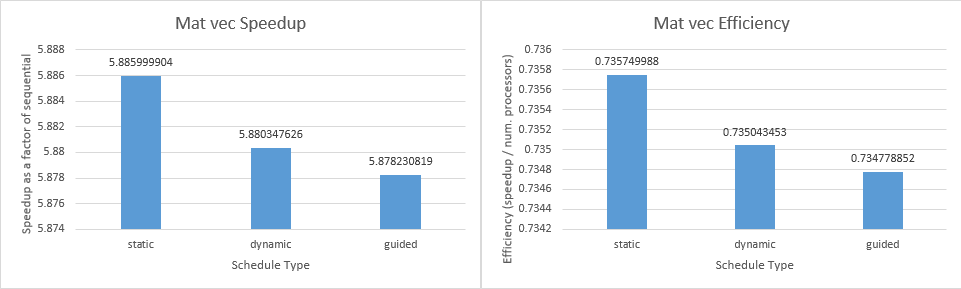 Mat vec Speedup
Speedup as a factor of sequential
5.888
5.886
5.884
5.882
5.88
5.878
5.876
5.874
5.885999904
5.880347626
5.878230819
static
dynamic
guided
Schedule Type
Mat vec Efficiency
Efficiency (speedup / num. processors)
0.736
0.7358
0.7356
0.7354
0.7352
0.735
0.7348
0.7346
0.7344
0.7342
0.735749988
0.735043453
0.734778852
static
dynamic
guided
Schedule Type